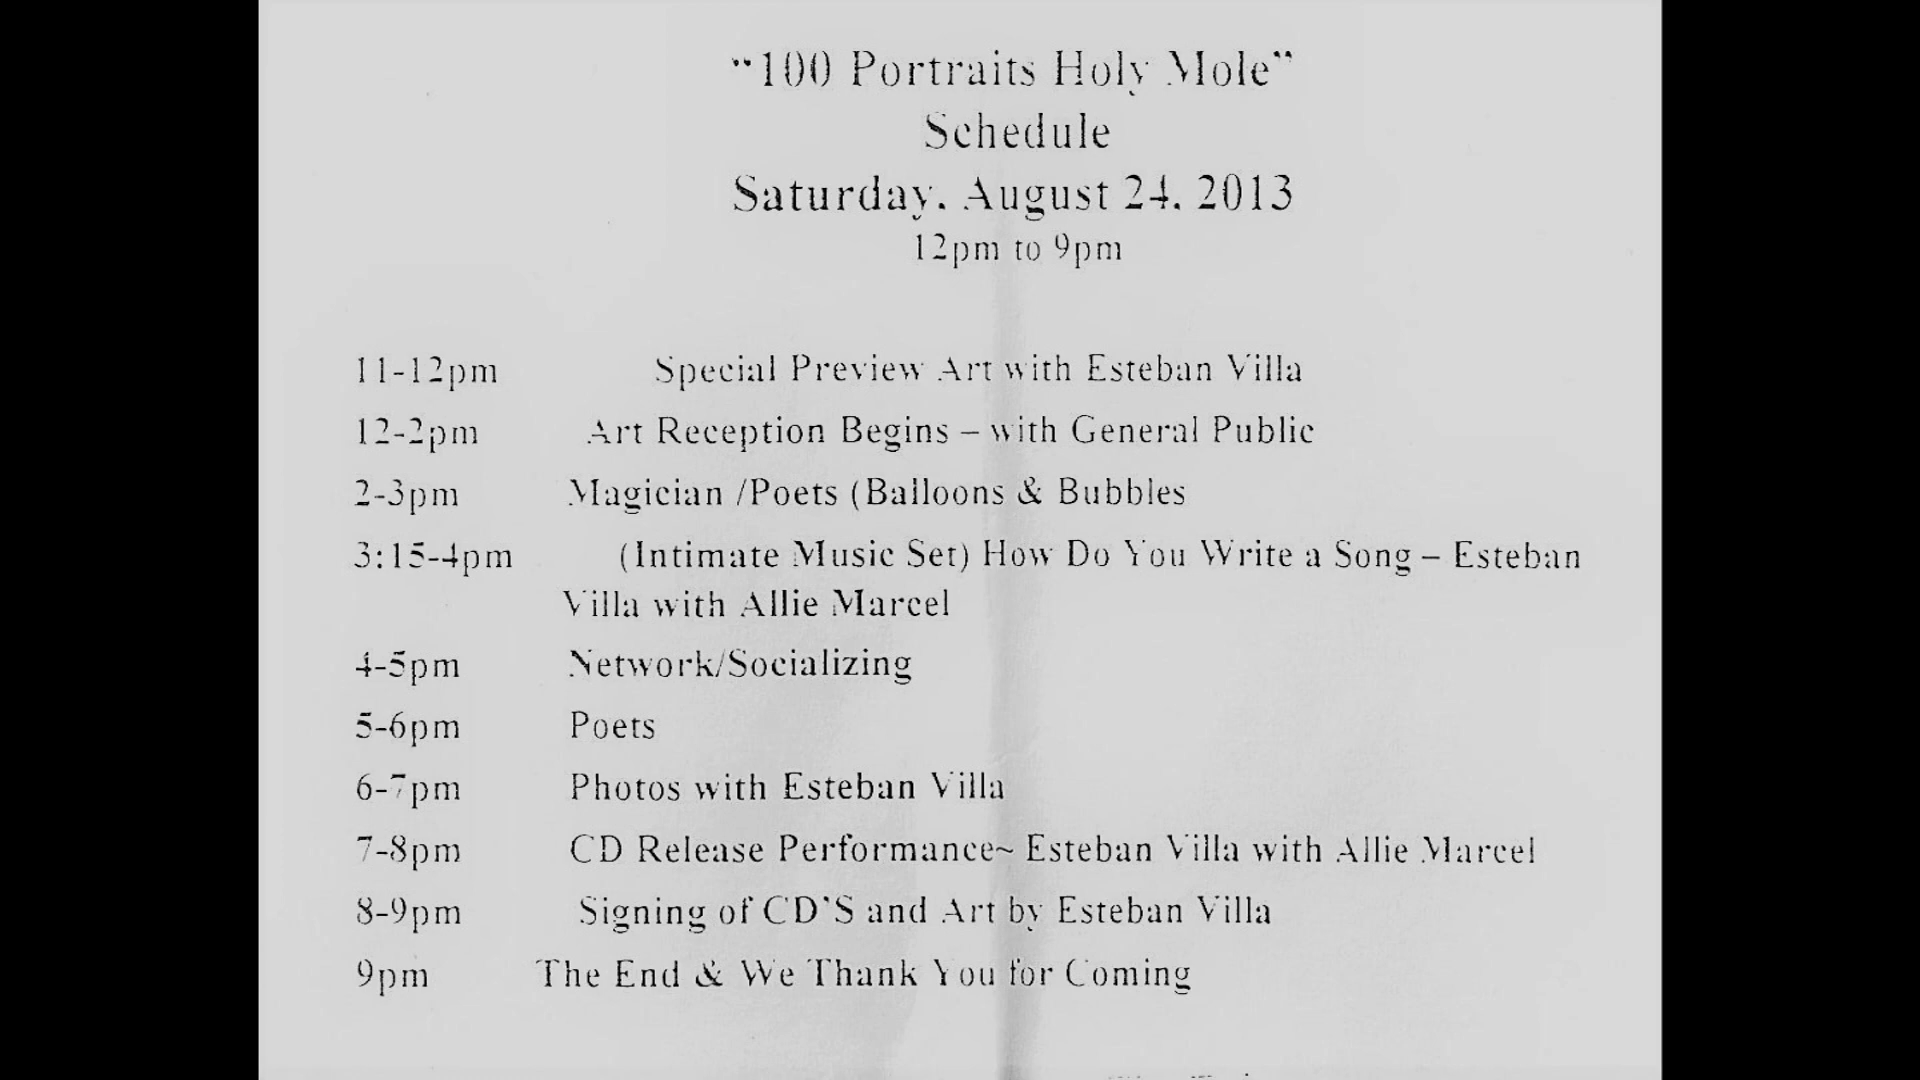 “100 Portraits Holy Mole”
Schedule
Saturday, August 24, 2013
12pm to 9pm
11-12pm Special Preview Art with Esteban Villa
12-2pm Art Reception Begins – with General Public
2-3pm Magician /Poets (Balloons & Bubbles
3:15-4pm (Intimate Music Set) How Do You Write a Song – Esteban
Villa with Allie Marcel
4-5pm Network/Socializing
5-6pm Poets
6-7pm Photos with Esteban Villa
7-8pm CD Release Performance~ Esteban Villa with Allie Marcel
8-9pm Signing of CD'S and Art by Esteban Villa
9pm The End & We Thank You for Coming